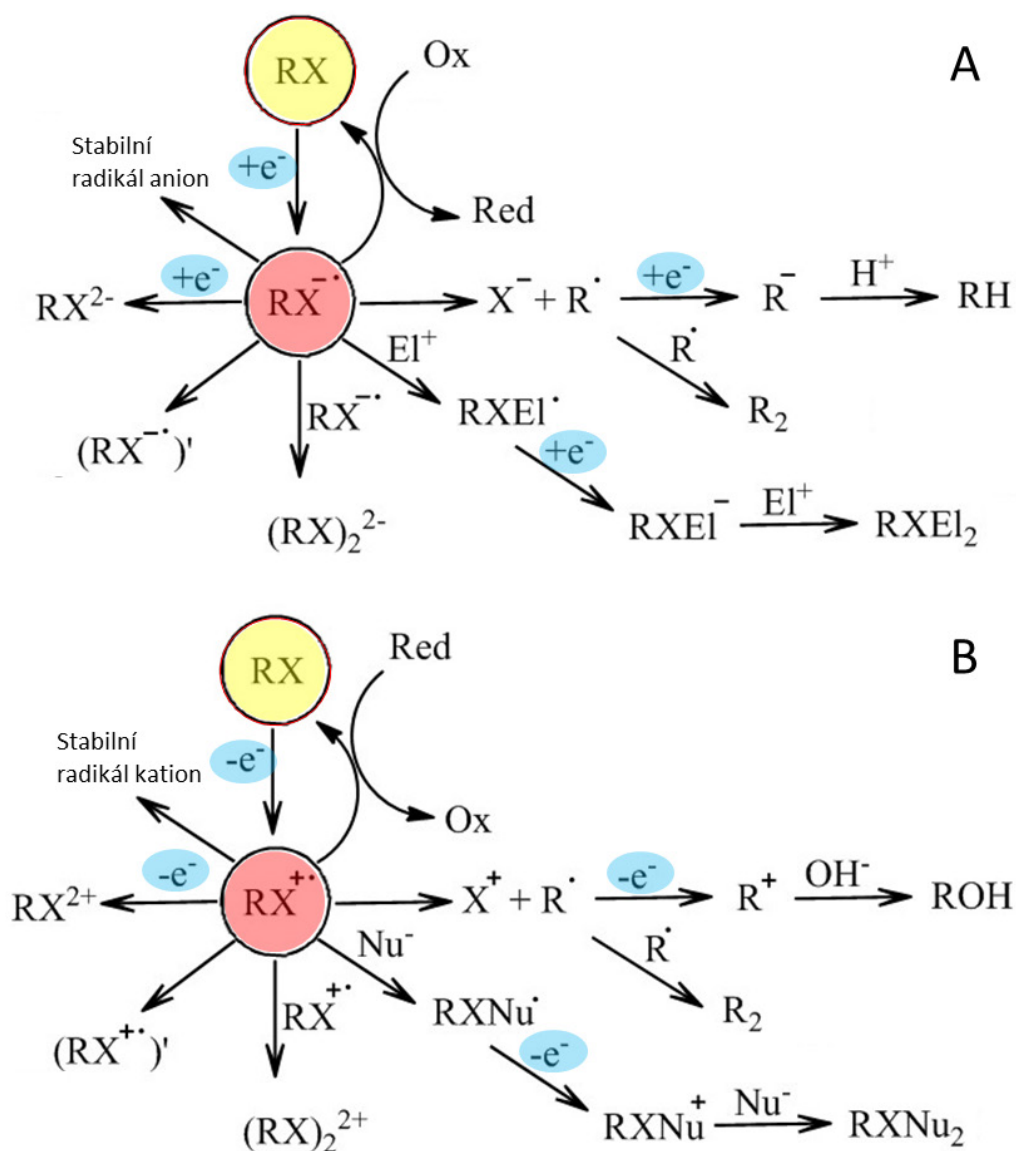 A
RX
Ox
Stabilní
radikál anion
+e⁻
Red
RX²⁻
+e⁻
RX⁻˙
X⁻ + R˙
+e⁻
R⁻
H⁺
RH
El⁺
R˙
R₂
(RX⁻˙)'
RX⁻˙
RXEl˙
+e⁻
(RX)₂²⁻
RXEl⁻
El⁺
RXEl₂
B
RX
Red
Stabilní
radikál kation
-e⁻
Ox
RX²⁺
-e⁻
RX⁺˙
X⁺ + R˙
-e⁻
R⁺
OH⁻
ROH
Nu⁻
R˙
R₂
(RX⁺˙)'
RX⁺˙
RXNu˙
-e⁻
(RX)₂²⁺
RXNu⁺
Nu⁻
RXNu₂